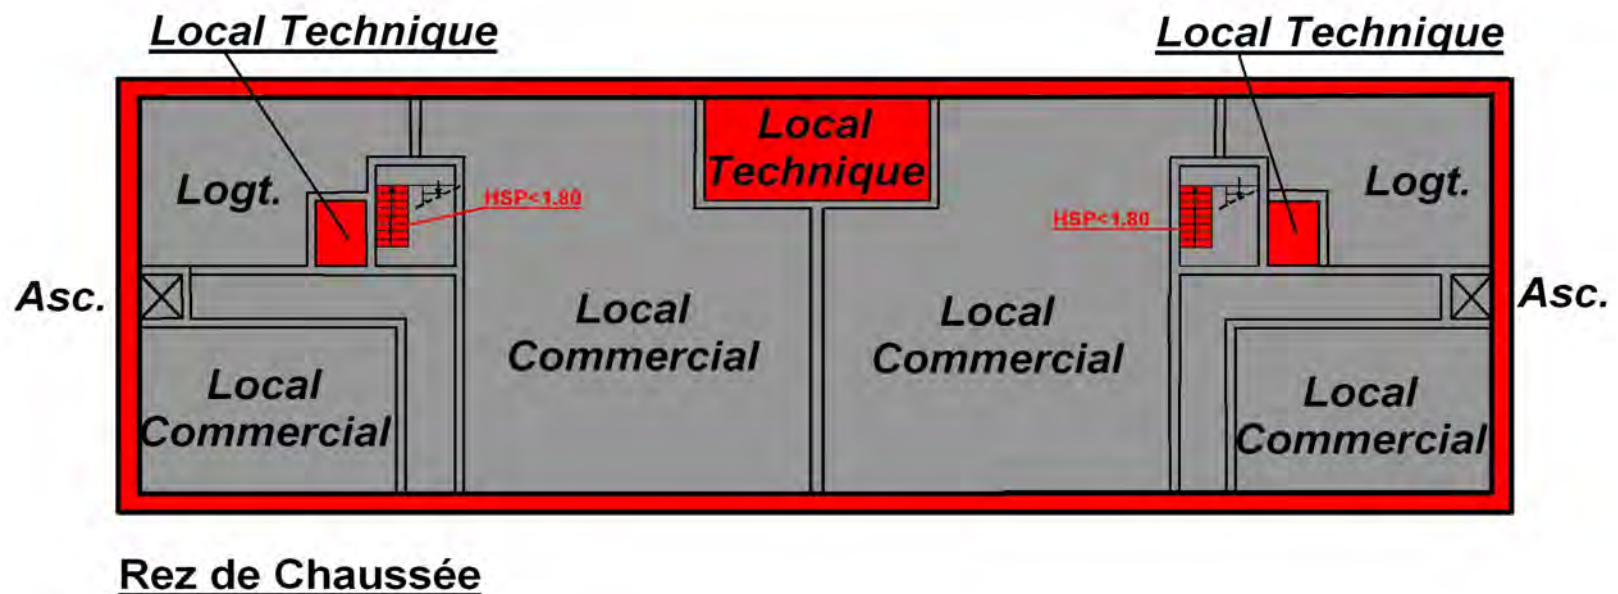 Local Technique
Local Technique
Local
Technique
Logt.
HSP<1.80
HSP<1.80
Logt.
Asc.
Asc.
Local
Commercial
Local
Commercial
Local
Commercial
Local
Commercial
Rez de Chaussée